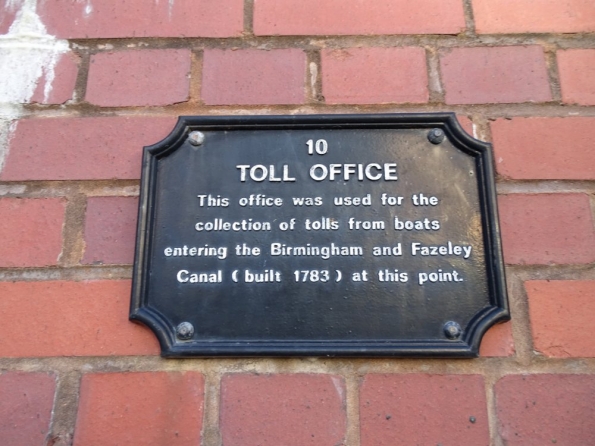 10
TOLL OFFICE
This office was used for the
collection of tolls from boats
entering the Birmingham and Fazeley
Canal ( built 1783 ) at this point.